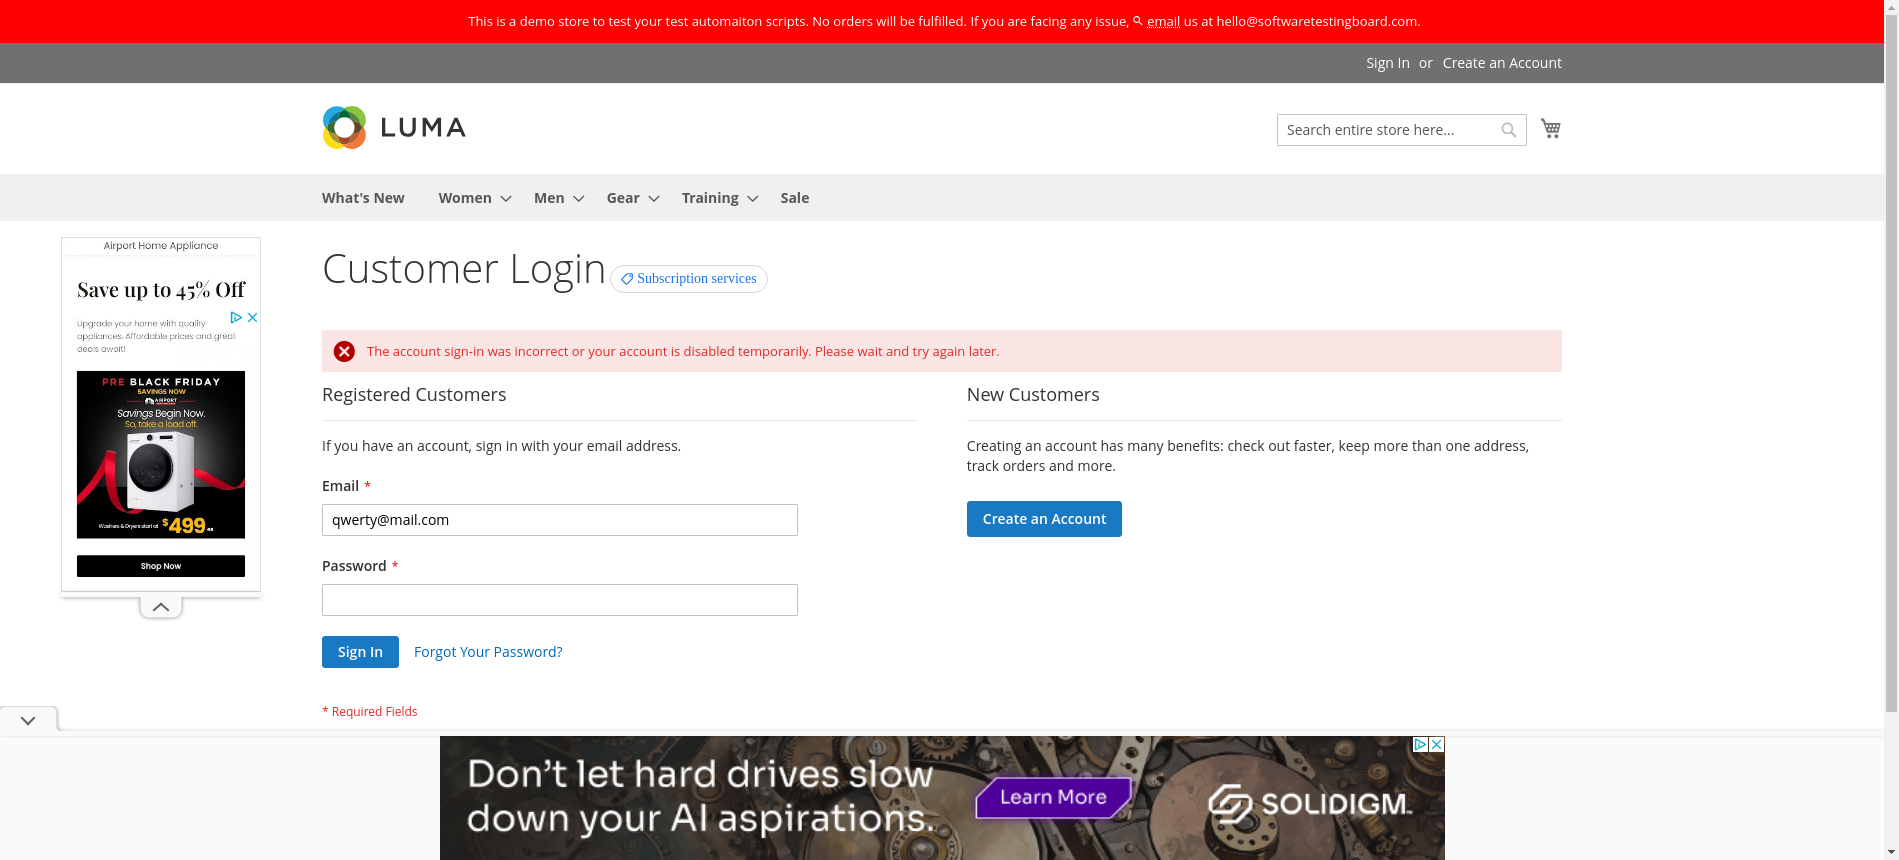 This is a demo store to test your test automaiton scripts. No orders will be fulfilled. If you are facing any issue, email us at hello@softwaretestingboard.com.
Sign In or Create an Account
LUMA
Search entire store here...
What's New Women Men Gear Training Sale
Airport Home Appliance
Save up to 45% Off
Upgrade your home with quality
appliances. Affordable prices and great
deals await!
PRE BLACK FRIDAY
SAVINGS NOW
AIRPORT
Savings Begin Now.
So, take a load off.
Washers & Dryers start at $499 ea
Shop Now
Customer Login
Subscription services
The account sign-in was incorrect or your account is disabled temporarily. Please wait and try again later.
Registered Customers
If you have an account, sign in with your email address.
Email *
qwerty@mail.com
Password *
Sign In Forgot Your Password?
* Required Fields
New Customers
Creating an account has many benefits: check out faster, keep more than one address,
track orders and more.
Create an Account
Don't let hard drives slow
down your AI aspirations.
Learn More
SOLIDIGM